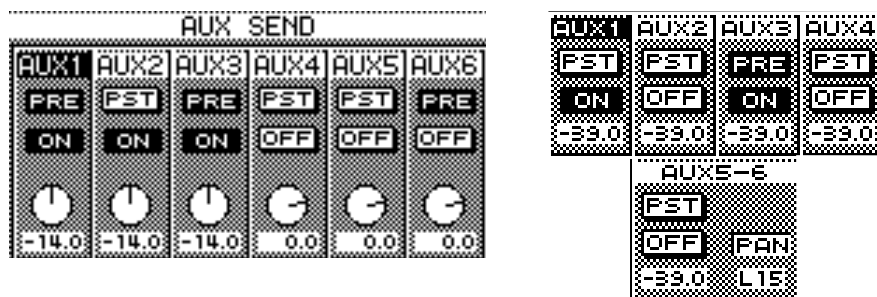 AUX SEND
AUX1 AUX2 AUX3 AUX4 AUX5 AUX6
PRE PST PRE PST PST PRE
ON ON ON OFF OFF OFF
-14.0 -14.0 -14.0 0.0 0.0 0.0
AUX1 AUX2 AUX3 AUX4
PST PST PRE PST
ON OFF ON OFF
-39.0 -39.0 -39.0 -39.0
AUX5-6
PST
OFF PAN
-39.0 L15